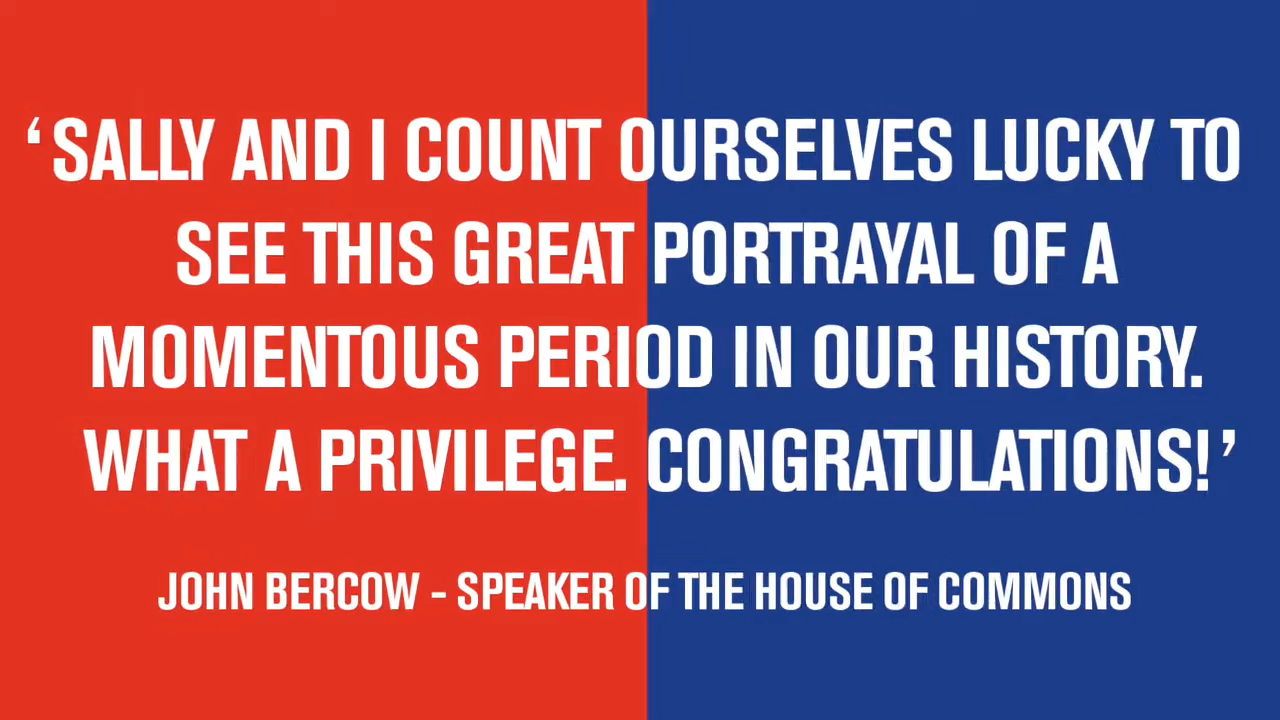 ‘SALLY AND I COUNT OURSELVES LUCKY TO
SEE THIS GREAT PORTRAYAL OF A
MOMENTOUS PERIOD IN OUR HISTORY.
WHAT A PRIVILEGE. CONGRATULATIONS!’
JOHN BERCOW - SPEAKER OF THE HOUSE OF COMMONS